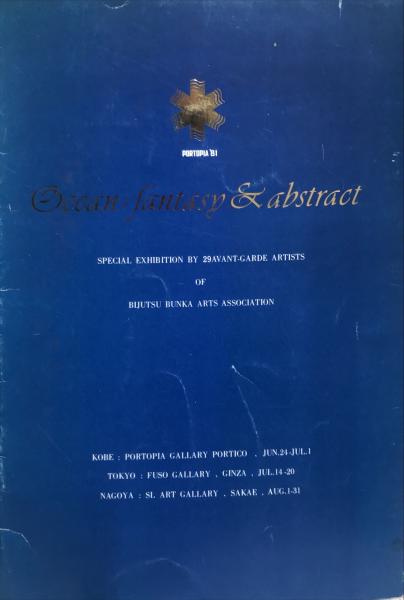 PORTOPIA '81
Ocean-fantasy & abstract
SPECIAL EXHIBITION BY 29AVANT-GARDE ARTISTS
OF
BIJUTSU BUNKA ARTS ASSOCIATION
KOBE : PORTOPIA GALLARY PORTICO , JUN.24-JUL.1
TOKYO : FUSO GALLARY , GINZA , JUL.14-20
NAGOYA : SL ART GALLARY , SAKAE , AUG.1-31